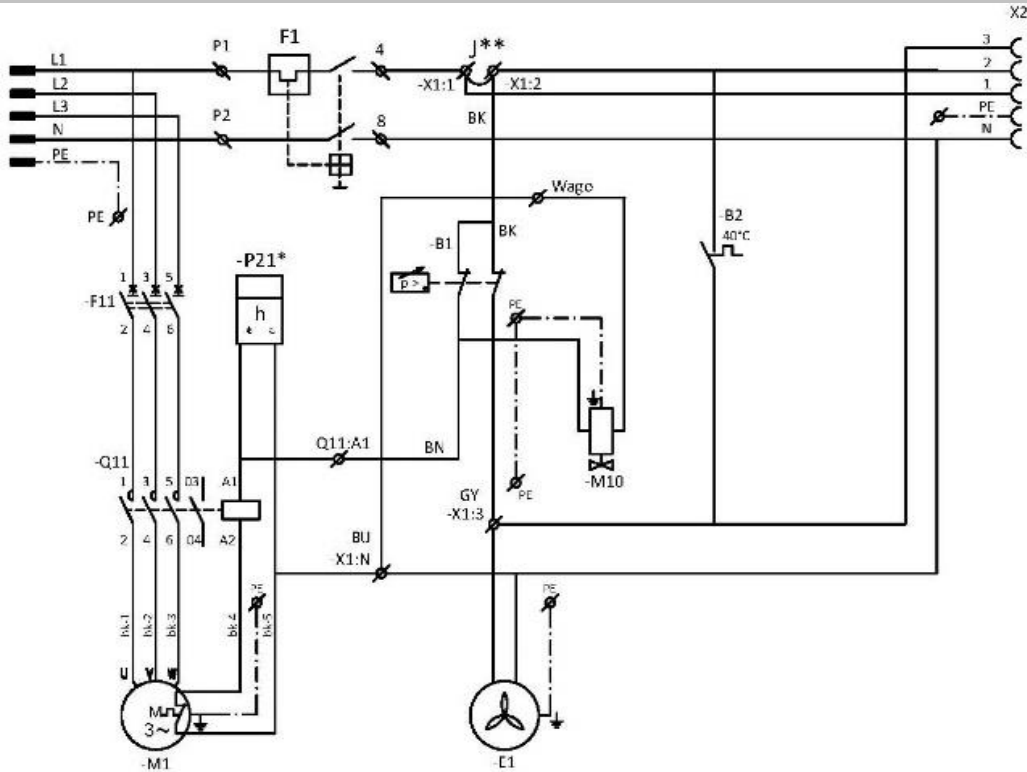 -X2
F1
P1
4
J**
3
L1
2
L2
-X1:1
-X1:2
1
L3
P2
8
BK
PE
N
N
PE
Wago
PE
-B2
-B1
BK
40°C
-P21*
1 3 5
p >
h
-F11
PE
2 4 6
Q11:A1
BN
-Q11
-M10
1 3 5 03 A1
GY
PE
-X1:3
2 4 6 04 A2
BU
-X1:N
PE
PE
bk-1
bk-2
bk-3
bk-4
bk-5
U V W
M
3~
-M1
-E1